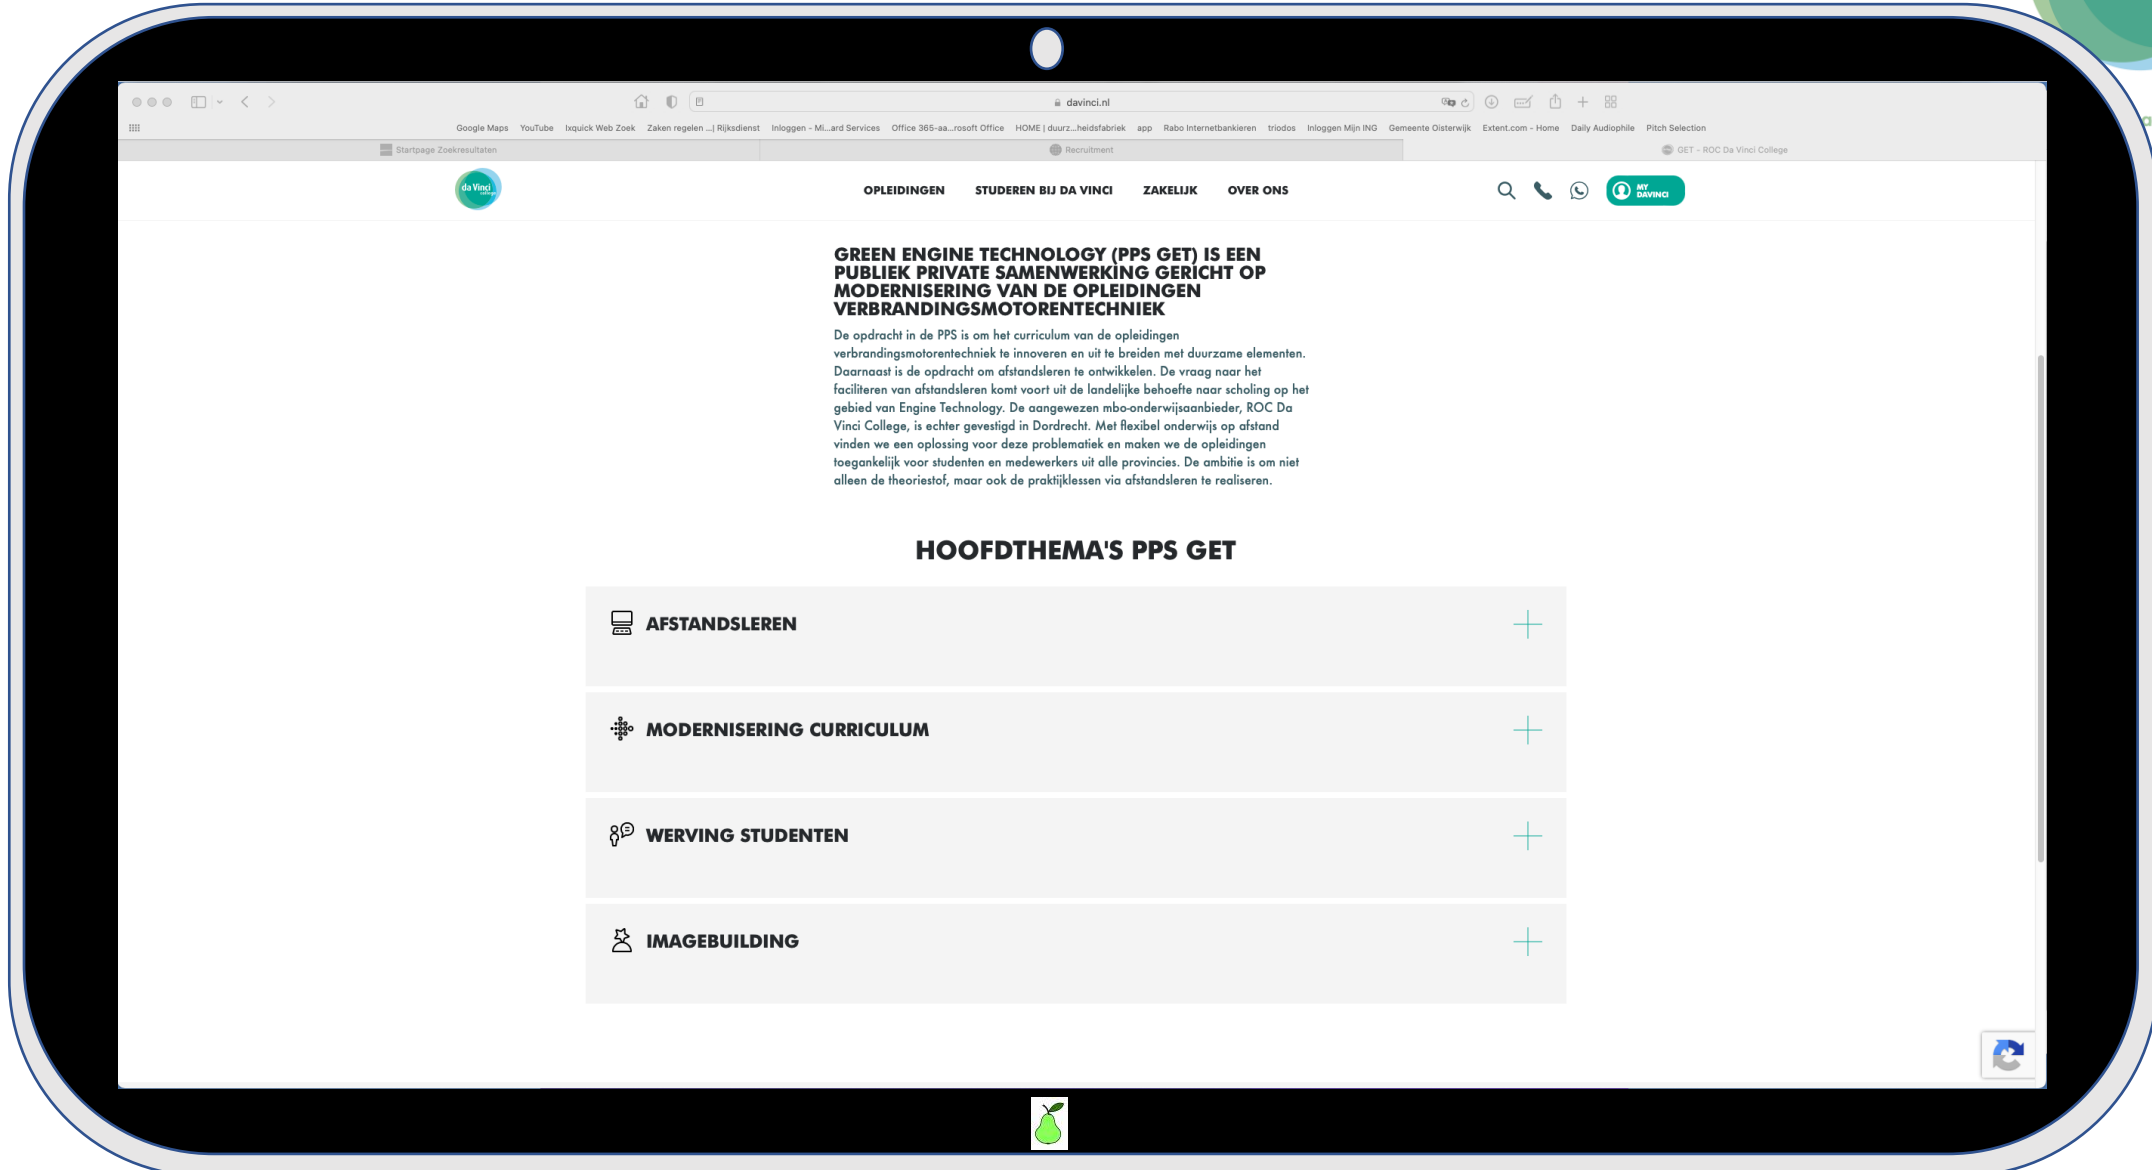 davinci.nl
Google Maps YouTube Ixquick Web Zoek Zaken regelen ...| Rijksdienst Inloggen - Mi...ard Services Office 365-aa...rosoft Office HOME | duurz...heidsfabriek app Rabo Internetbankieren triodos Inloggen Mijn ING Gemeente Oisterwijk Extent.com - Home Daily Audiophile Pitch Selection
Startpage Zoekresultaten Recruitment GET - ROC Da Vinci College
da Vinci
college
OPLEIDINGEN STUDEREN BIJ DA VINCI ZAKELIJK OVER ONS
MY
DAVINCI
GREEN ENGINE TECHNOLOGY (PPS GET) IS EEN
PUBLIEK PRIVATE SAMENWERKING GERICHT OP
MODERNISERING VAN DE OPLEIDINGEN
VERBRANDINGSMOTORENTECHNIEK
De opdracht in de PPS is om het curriculum van de opleidingen
verbrandingsmotorentechniek te innoveren en uit te breiden met duurzame elementen.
Daarnaast is de opdracht om afstandsleren te ontwikkelen. De vraag naar het
faciliteren van afstandsleren komt voort uit de landelijke behoefte naar scholing op het
gebied van Engine Technology. De aangewezen mbo-onderwijsaanbieder, ROC Da
Vinci College, is echter gevestigd in Dordrecht. Met flexibel onderwijs op afstand
vinden we een oplossing voor deze problematiek en maken we de opleidingen
toegankelijk voor studenten en medewerkers uit alle provincies. De ambitie is om niet
alleen de theoriestof, maar ook de praktijklessen via afstandsleren te realiseren.
HOOFDTHEMA'S PPS GET
AFSTANDSLEREN
MODERNISERING CURRICULUM
WERVING STUDENTEN
IMAGEBUILDING